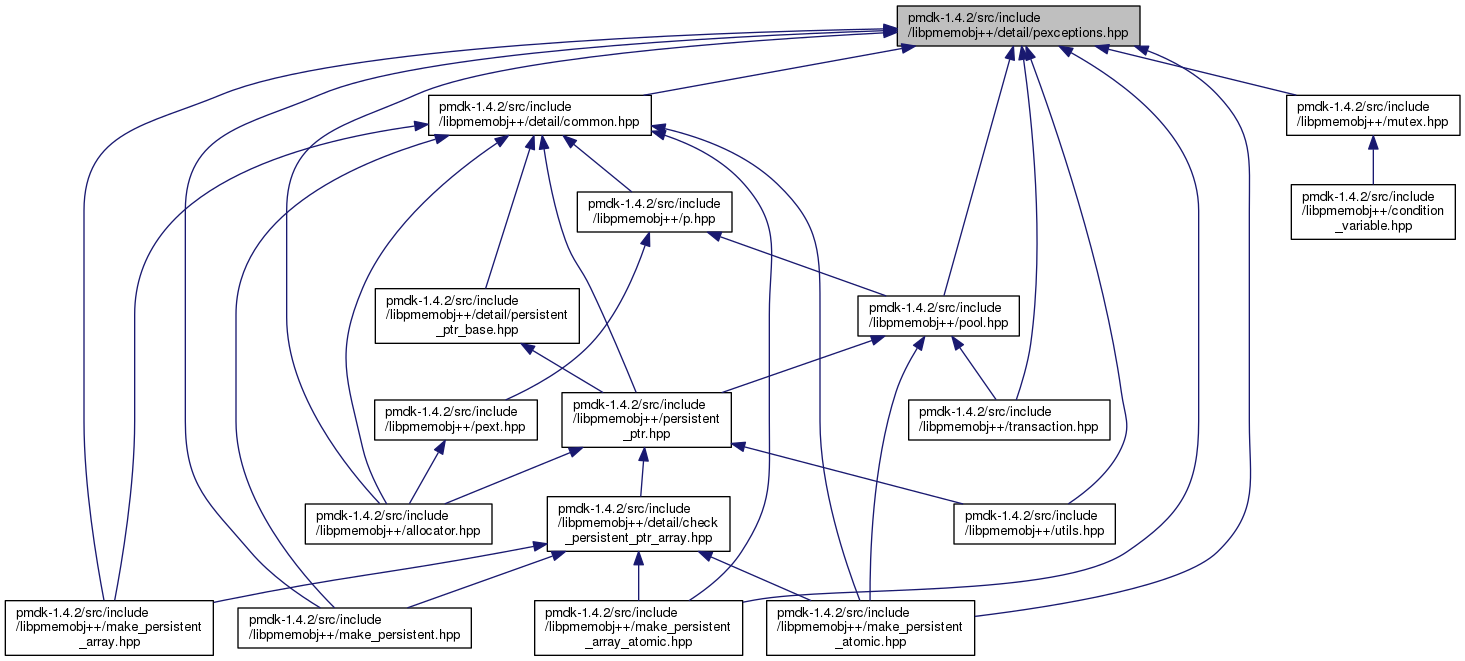 pmdk-1.4.2/src/include
/libpmemobj++/detail/pexceptions.hpp
pmdk-1.4.2/src/include
/libpmemobj++/detail/common.hpp
pmdk-1.4.2/src/include
/libpmemobj++/mutex.hpp
pmdk-1.4.2/src/include
/libpmemobj++/p.hpp
pmdk-1.4.2/src/include
/libpmemobj++/condition
_variable.hpp
pmdk-1.4.2/src/include
/libpmemobj++/detail/persistent
_ptr_base.hpp
pmdk-1.4.2/src/include
/libpmemobj++/pool.hpp
pmdk-1.4.2/src/include
/libpmemobj++/pext.hpp
pmdk-1.4.2/src/include
/libpmemobj++/persistent
_ptr.hpp
pmdk-1.4.2/src/include
/libpmemobj++/transaction.hpp
pmdk-1.4.2/src/include
/libpmemobj++/allocator.hpp
pmdk-1.4.2/src/include
/libpmemobj++/detail/check
_persistent_ptr_array.hpp
pmdk-1.4.2/src/include
/libpmemobj++/utils.hpp
pmdk-1.4.2/src/include
/libpmemobj++/make_persistent
_array.hpp
pmdk-1.4.2/src/include
/libpmemobj++/make_persistent.hpp
pmdk-1.4.2/src/include
/libpmemobj++/make_persistent
_array_atomic.hpp
pmdk-1.4.2/src/include
/libpmemobj++/make_persistent
_atomic.hpp